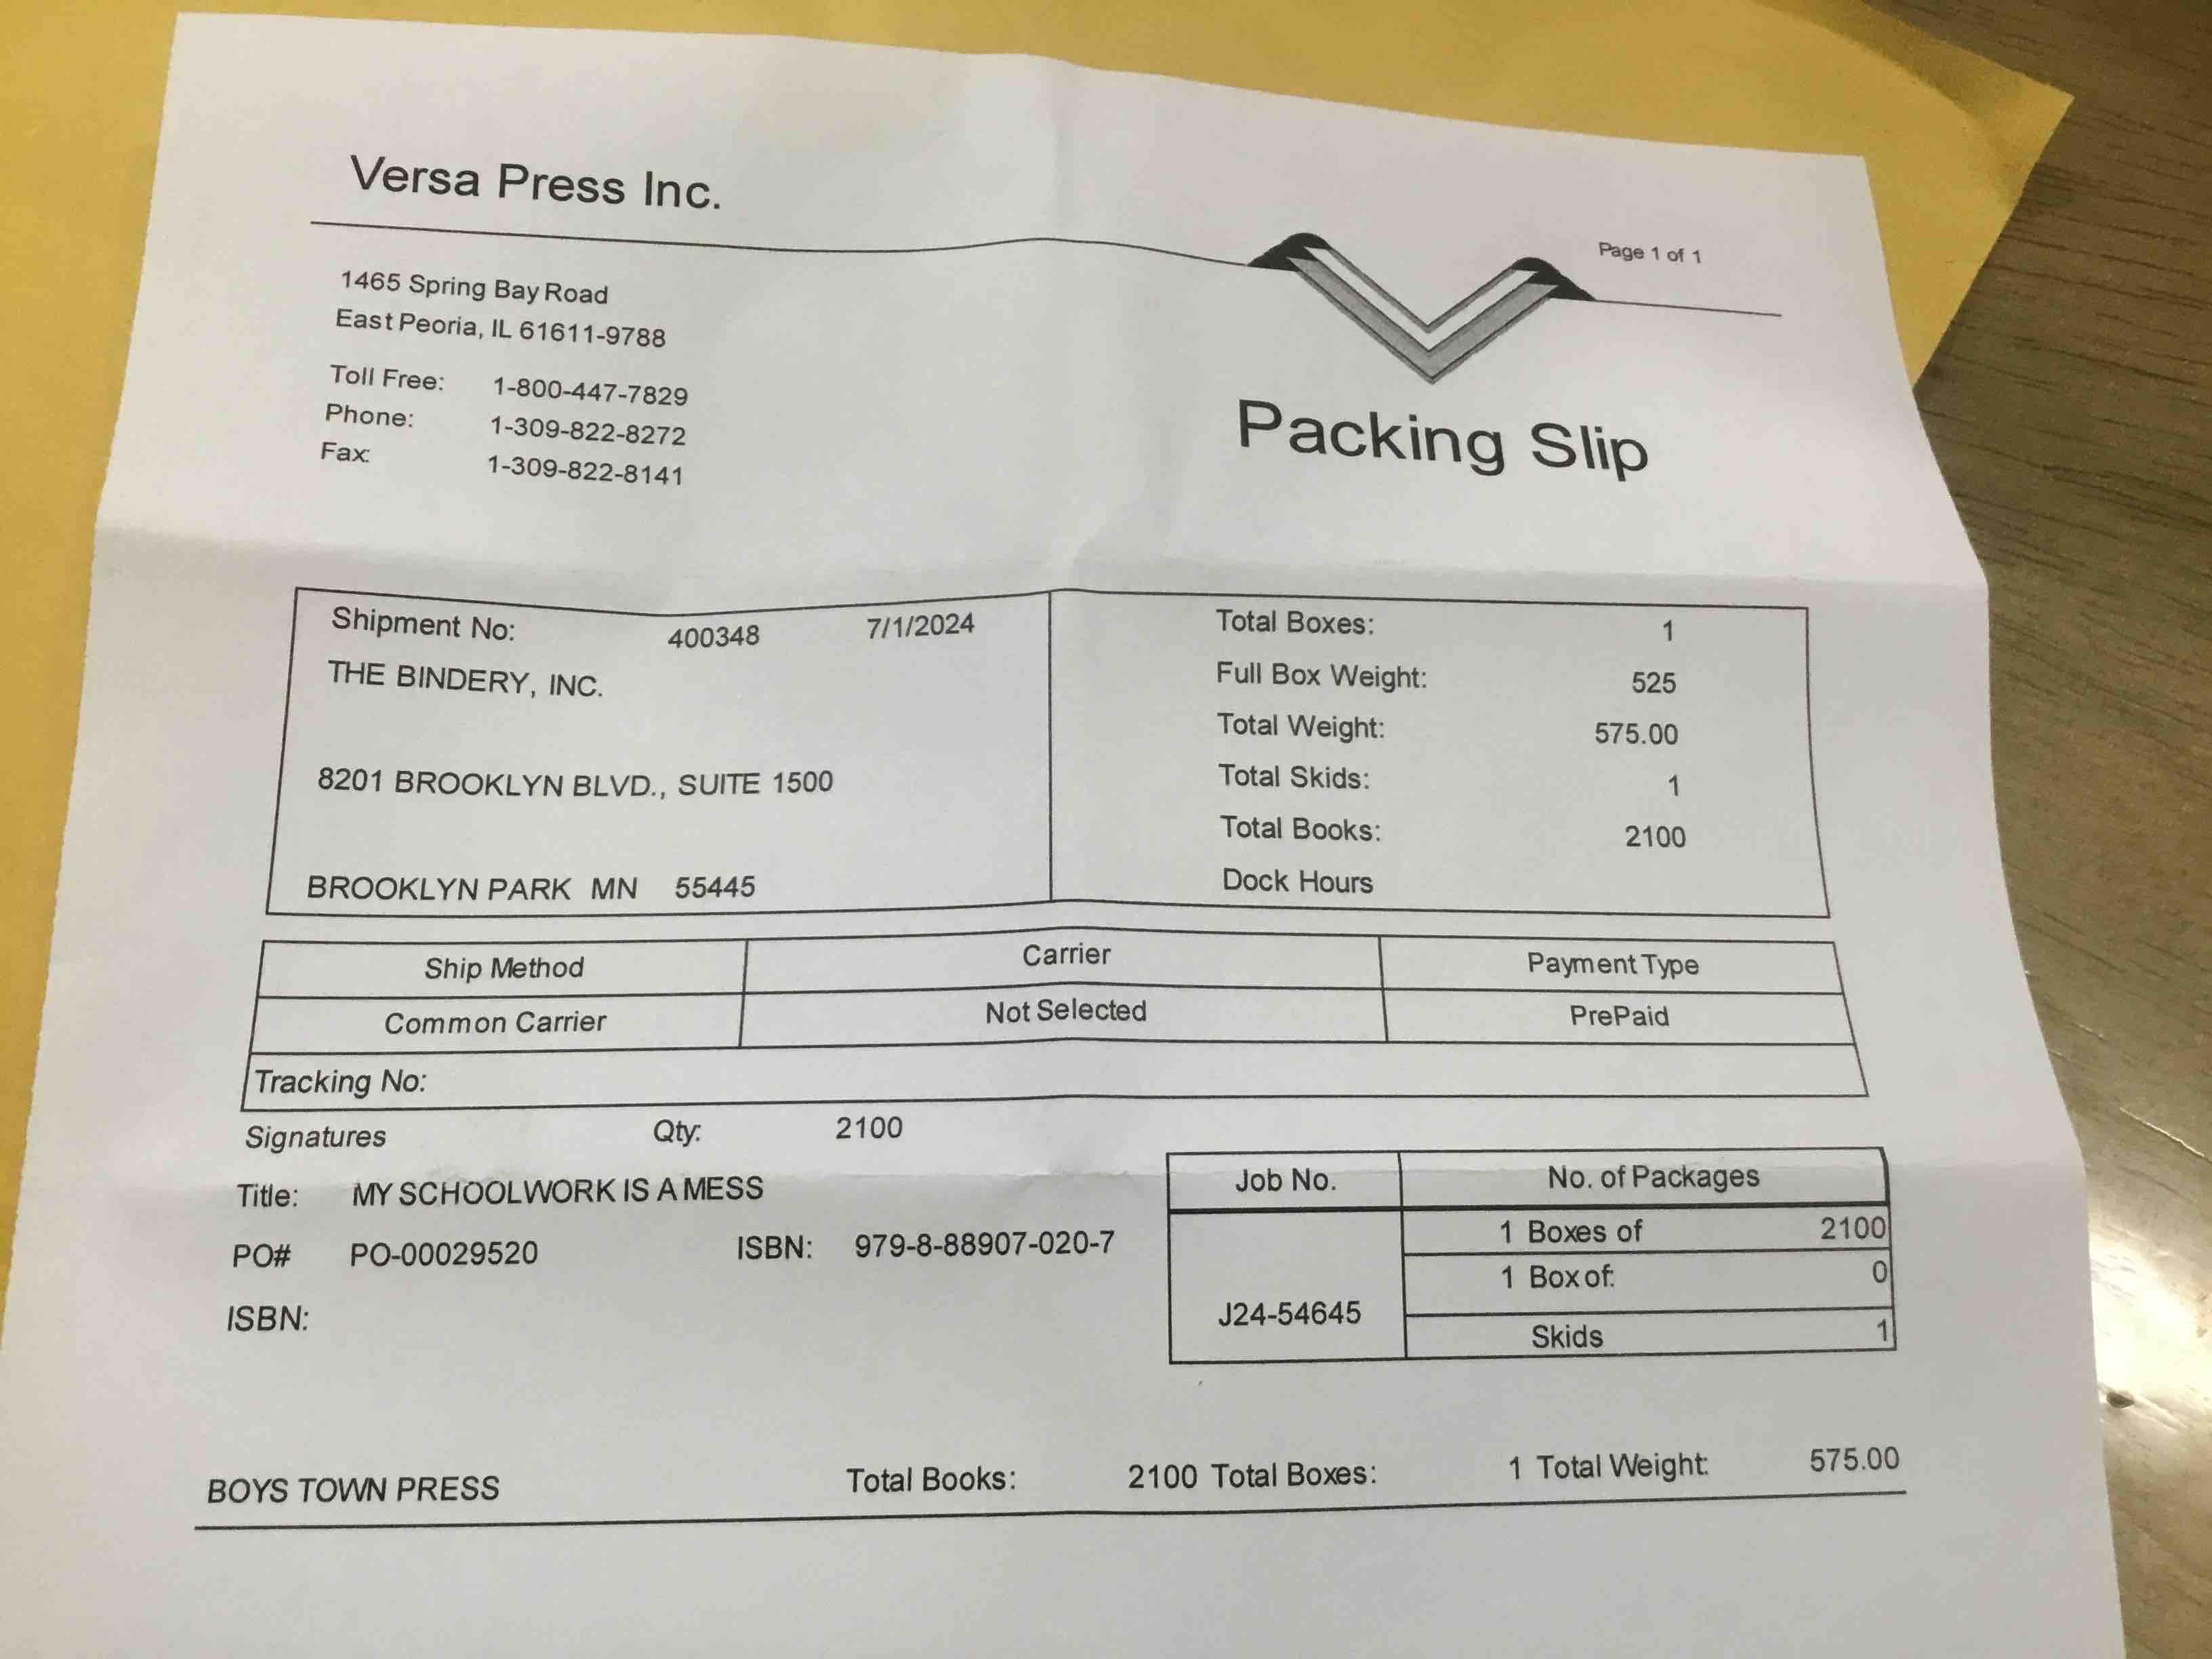 Versa Press Inc.
Page 1 of 1
1465 Spring Bay Road
East Peoria, IL 61611-9788
Toll Free: 1-800-447-7829
Phone: 1-309-822-8272
Fax: 1-309-822-8141
Packing Slip
Shipment No: 400348 7/1/2024
THE BINDERY, INC.
8201 BROOKLYN BLVD., SUITE 1500
BROOKLYN PARK MN 55445
Total Boxes: 1
Full Box Weight: 525
Total Weight: 575.00
Total Skids: 1
Total Books: 2100
Dock Hours
Ship Method Carrier Payment Type
Common Carrier Not Selected PrePaid
Tracking No:
Signatures Qty: 2100
Title: MY SCHOOLWORK IS A MESS
PO# PO-00029520 ISBN: 979-8-88907-020-7
ISBN:
Job No. No. of Packages
1 Boxes of 2100
1 Box of: 0
J24-54645
Skids 1
BOYS TOWN PRESS Total Books: 2100 Total Boxes: 1 Total Weight: 575.00